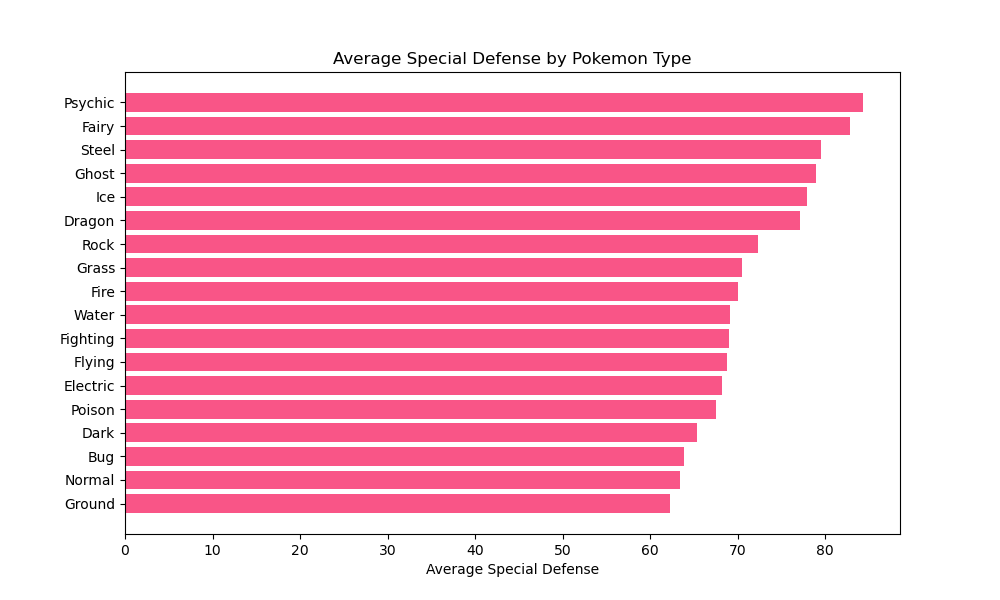 Average Special Defense by Pokemon Type
Psychic
Fairy
Steel
Ghost
Ice
Dragon
Rock
Grass
Fire
Water
Fighting
Flying
Electric
Poison
Dark
Bug
Normal
Ground
0 10 20 30 40 50 60 70 80
Average Special Defense